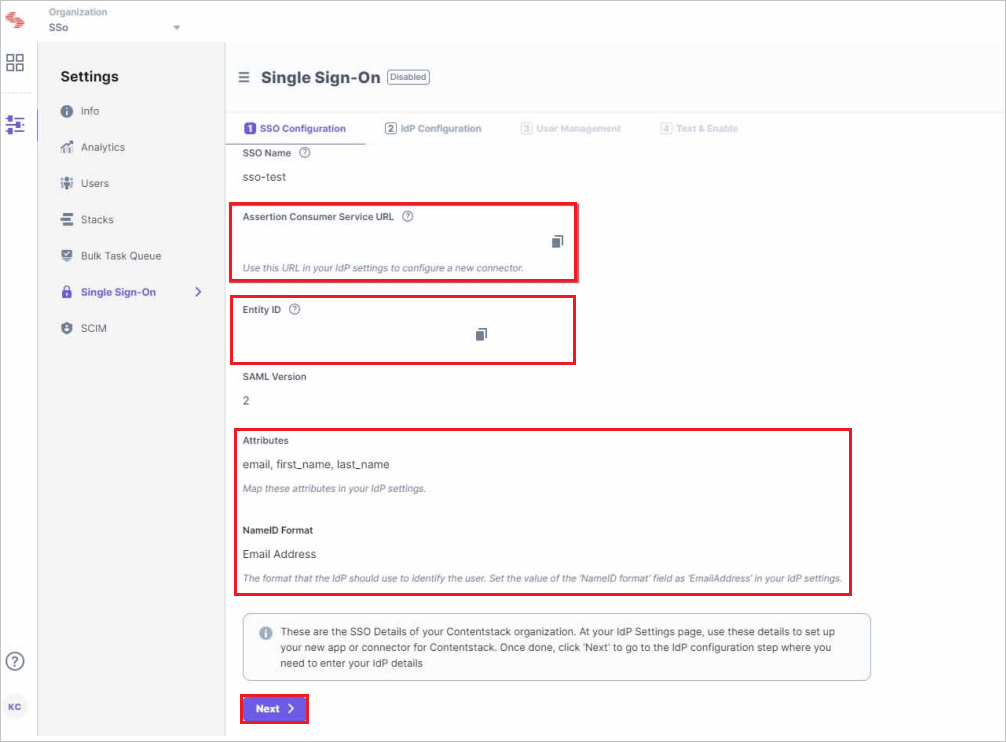 Organization
SSo
Settings
Info
Analytics
Users
Stacks
Bulk Task Queue
Single Sign-On
SCIM
KC
Single Sign-On Disabled
1 SSO Configuration 2 IdP Configuration 3 User Management 4 Test & Enable
SSO Name ?
sso-test
Assertion Consumer Service URL ?
Use this URL in your IdP settings to configure a new connector.
Entity ID ?
SAML Version
2
Attributes
email, first_name, last_name
Map these attributes in your IdP settings.
NameID Format
Email Address
The format that the IdP should use to identify the user. Set the value of the 'NameID format' field as 'EmailAddress' in your IdP settings.
These are the SSO Details of your Contentstack organization. At your IdP Settings page, use these details to set up
your new app or connector for Contentstack. Once done, click 'Next' to go to the IdP configuration step where you
need to enter your IdP details
Next